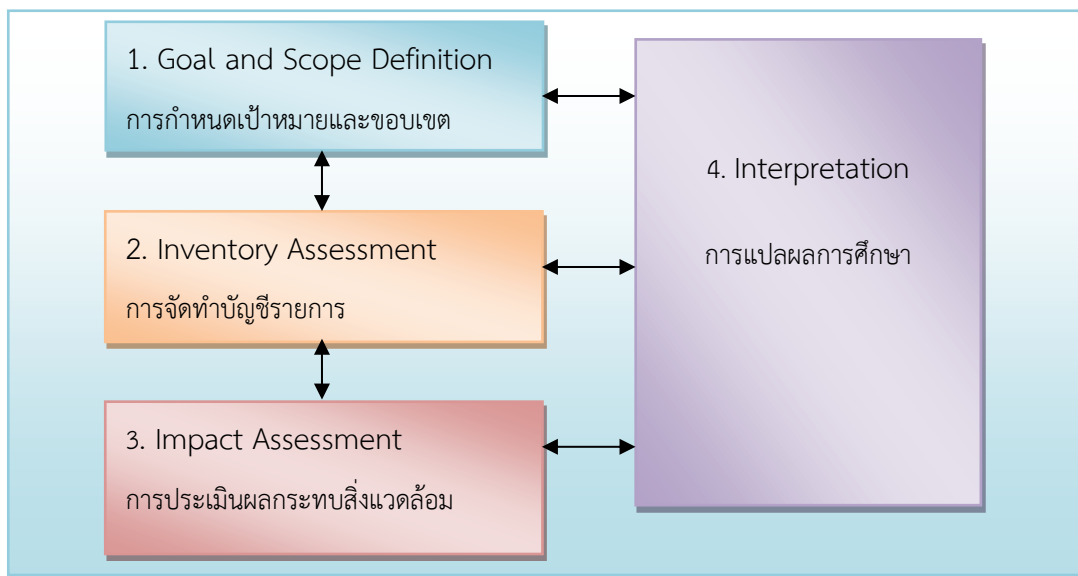 1. Goal and Scope Definition
การกำหนดเป้าหมายและขอบเขต
2. Inventory Assessment
การจัดทำบัญชีรายการ
3. Impact Assessment
การประเมินผลกระทบสิ่งแวดล้อม
4. Interpretation
การแปลผลการศึกษา